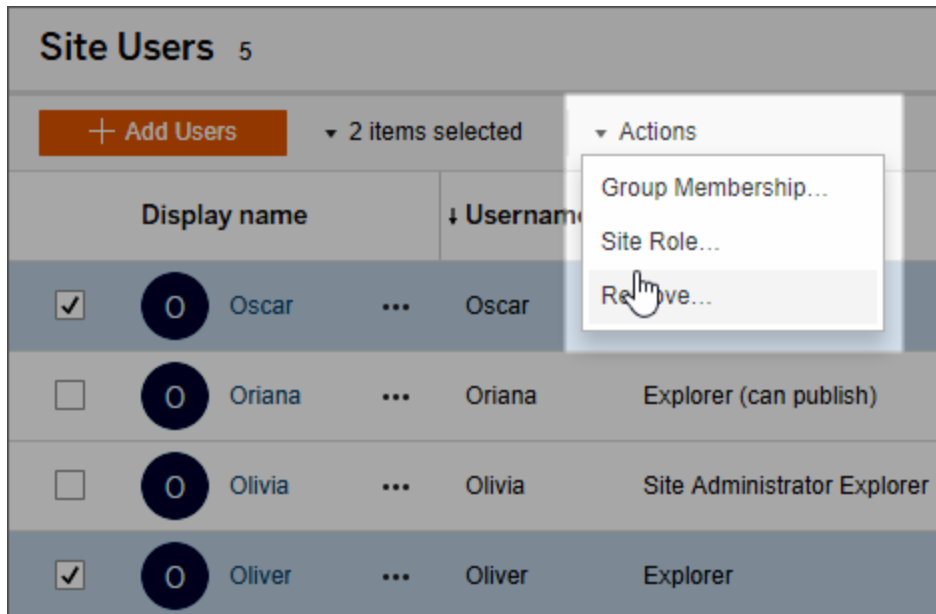 Site Users 5
+ Add Users 2 items selected Actions
Group Membership...
Site Role...
Display name ↓ Usernam
O Oscar ... Oscar
O Oriana ... Oriana Explorer (can publish)
O Olivia ... Olivia Site Administrator Explorer
O Oliver ... Oliver Explorer